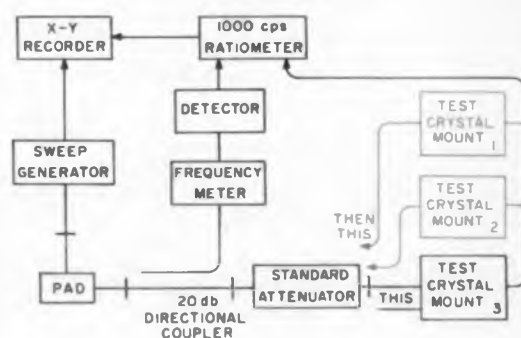 X-Y
RECORDER
1000 cps
RATIOMETER
DETECTOR
SWEEP
GENERATOR
FREQUENCY
METER
TEST
CRYSTAL
MOUNT 1
THEN
THIS
TEST
CRYSTAL
MOUNT 2
PAD
20 db
DIRECTIONAL
COUPLER
STANDARD
ATTENUATOR
THIS
TEST
CRYSTAL
MOUNT 3